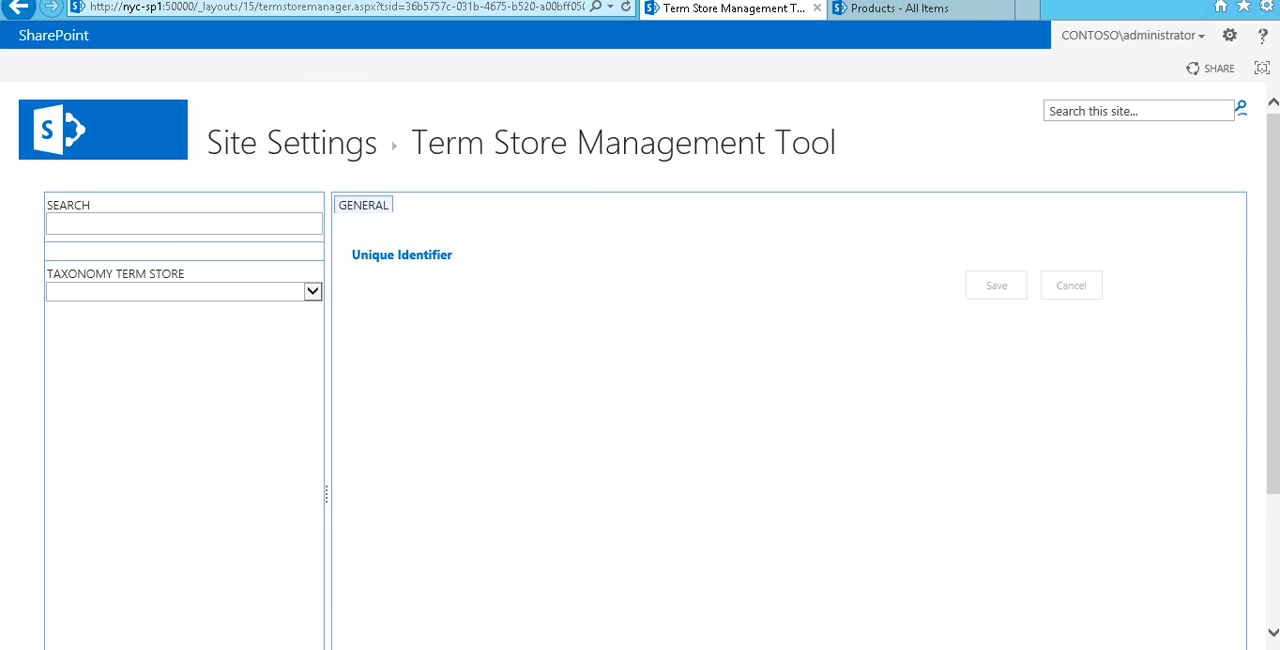 http://nyc-sp1:50000/_layouts/15/termstoremanager.aspx?tsid=36b5757c-031b-4675-b520-a00bff05(
Term Store Management T...
Products - All Items
SharePoint
CONTOSO\administrator
SHARE
Search this site...
Site Settings › Term Store Management Tool
SEARCH
GENERAL
Unique Identifier
TAXONOMY TERM STORE
Save
Cancel